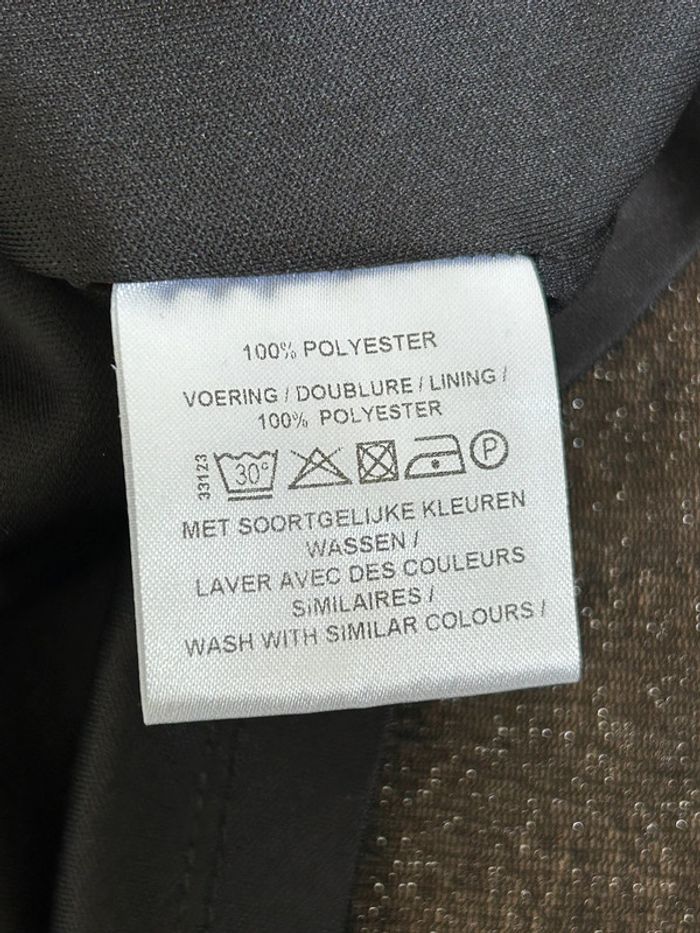 100% POLYESTER
VOERING / DOUBLURE / LINING /
100% POLYESTER
33123 30° P
MET SOORTGELIJKE KLEUREN
WASSEN /
LAVER AVEC DES COULEURS
SIMILAIRES /
WASH WITH SIMILAR COLOURS /